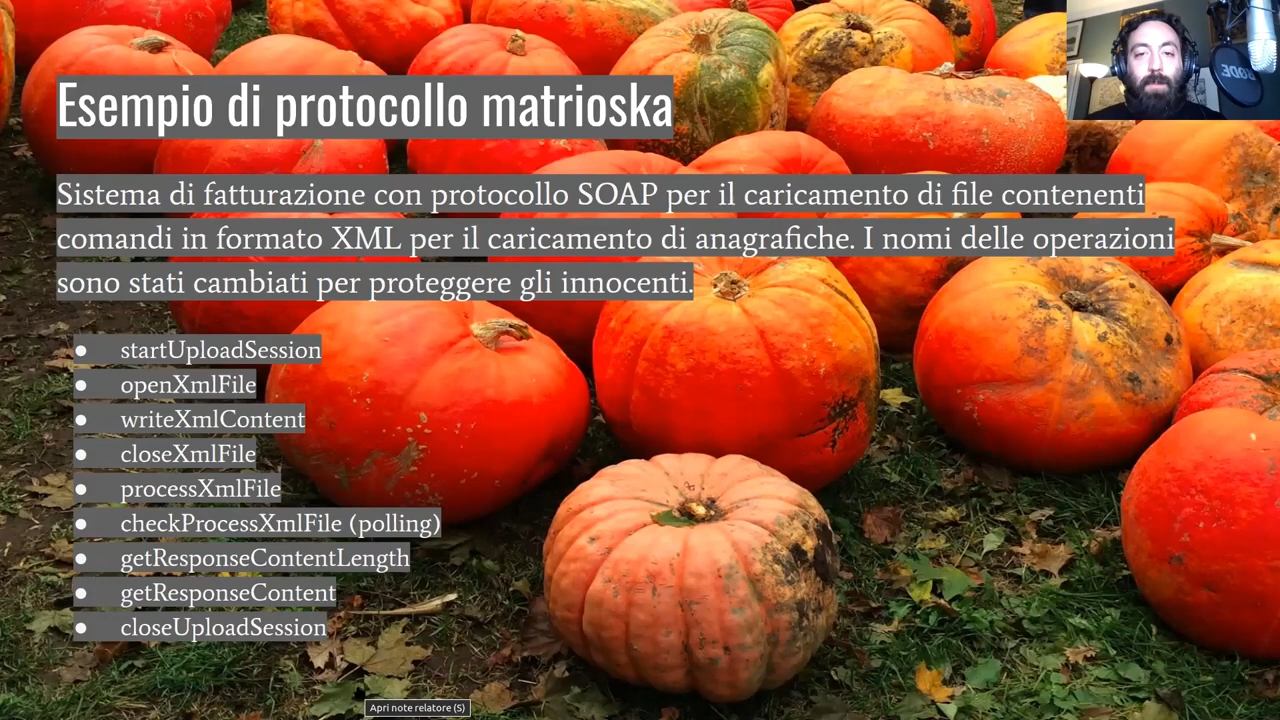 Esempio di protocollo matrioska
Sistema di fatturazione con protocollo SOAP per il caricamento di file contenenti
comandi in formato XML per il caricamento di anagrafiche. I nomi delle operazioni
sono stati cambiati per proteggere gli innocenti.
● startUploadSession
● openXmlFile
● writeXmlContent
● closeXmlFile
● processXmlFile
● checkProcessXmlFile (polling)
● getResponseContentLength
● getResponseContent
● closeUploadSession
Apri note relatore (S)
RØDE